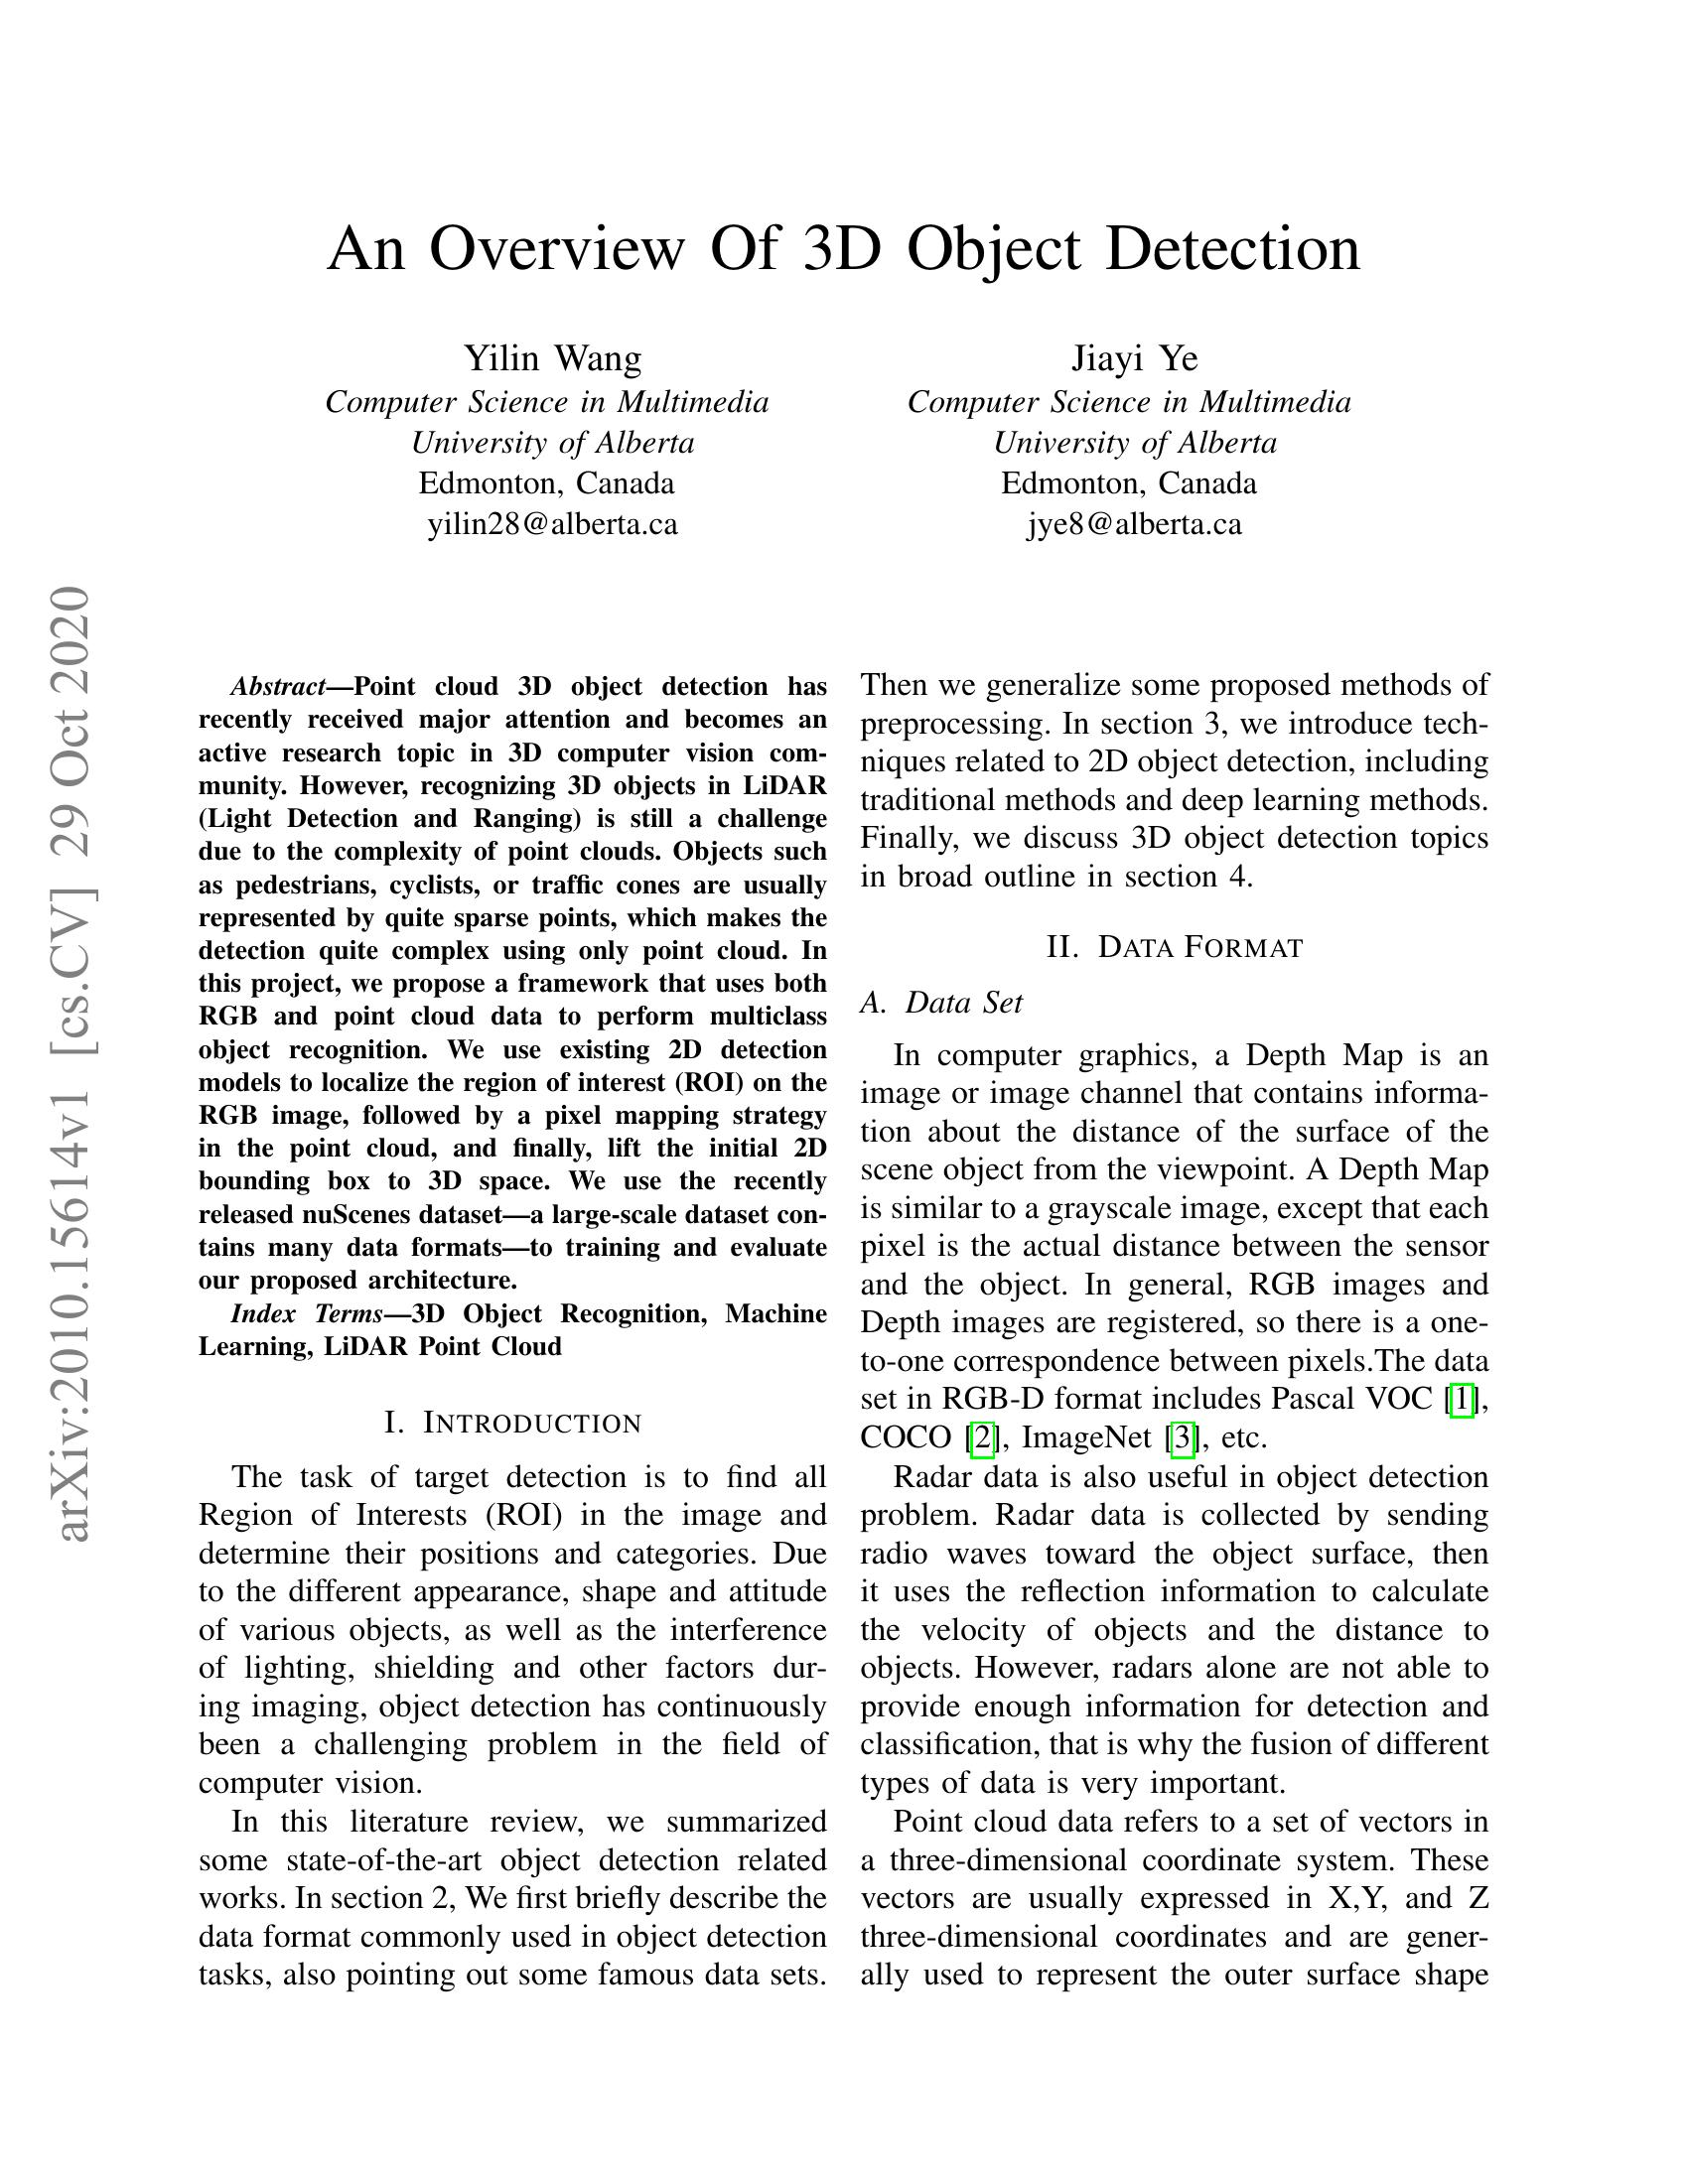 An Overview Of 3D Object Detection
Yilin Wang
Computer Science in Multimedia
University of Alberta
Edmonton, Canada
yilin28@alberta.ca
Jiayi Ye
Computer Science in Multimedia
University of Alberta
Edmonton, Canada
jye8@alberta.ca
arXiv:2010.15614v1 [cs.CV] 29 Oct 2020
Abstract—Point cloud 3D object detection has
recently received major attention and becomes an
active research topic in 3D computer vision com-
munity. However, recognizing 3D objects in LiDAR
(Light Detection and Ranging) is still a challenge
due to the complexity of point clouds. Objects such
as pedestrians, cyclists, or traffic cones are usually
represented by quite sparse points, which makes the
detection quite complex using only point cloud. In
this project, we propose a framework that uses both
RGB and point cloud data to perform multiclass
object recognition. We use existing 2D detection
models to localize the region of interest (ROI) on the
RGB image, followed by a pixel mapping strategy
in the point cloud, and finally, lift the initial 2D
bounding box to 3D space. We use the recently
released nuScenes dataset—a large-scale dataset con-
tains many data formats—to training and evaluate
our proposed architecture.
Index Terms—3D Object Recognition, Machine
Learning, LiDAR Point Cloud
I. INTRODUCTION
The task of target detection is to find all
Region of Interests (ROI) in the image and
determine their positions and categories. Due
to the different appearance, shape and attitude
of various objects, as well as the interference
of lighting, shielding and other factors dur-
ing imaging, object detection has continuously
been a challenging problem in the field of
computer vision.
In this literature review, we summarized
some state-of-the-art object detection related
works. In section 2, We first briefly describe the
data format commonly used in object detection
tasks, also pointing out some famous data sets.
Then we generalize some proposed methods of
preprocessing. In section 3, we introduce tech-
niques related to 2D object detection, including
traditional methods and deep learning methods.
Finally, we discuss 3D object detection topics
in broad outline in section 4.
II. DATA FORMAT
A. Data Set
In computer graphics, a Depth Map is an
image or image channel that contains informa-
tion about the distance of the surface of the
scene object from the viewpoint. A Depth Map
is similar to a grayscale image, except that each
pixel is the actual distance between the sensor
and the object. In general, RGB images and
Depth images are registered, so there is a one-
to-one correspondence between pixels.The data
set in RGB-D format includes Pascal VOC [1],
COCO [2], ImageNet [3], etc.
Radar data is also useful in object detection
problem. Radar data is collected by sending
radio waves toward the object surface, then
it uses the reflection information to calculate
the velocity of objects and the distance to
objects. However, radars alone are not able to
provide enough information for detection and
classification, that is why the fusion of different
types of data is very important.
Point cloud data refers to a set of vectors in
a three-dimensional coordinate system. These
vectors are usually expressed in X,Y, and Z
three-dimensional coordinates and are gener-
ally used to represent the outer surface shape